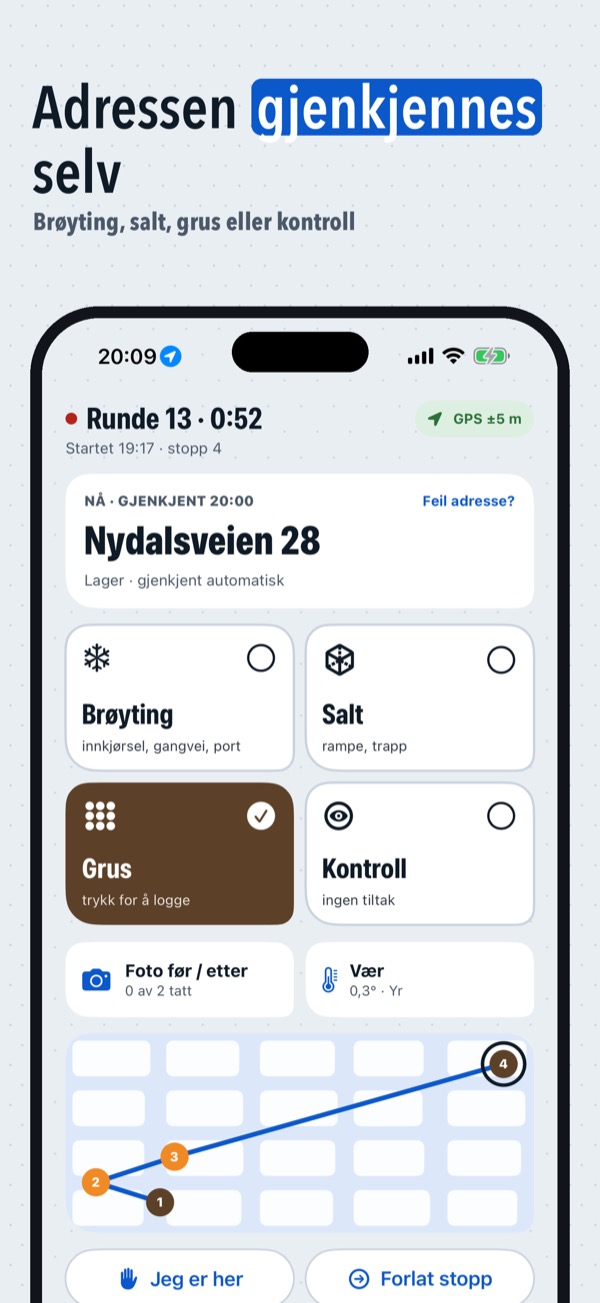 Adressen gjenkjennes
selv
Brøyting, salt, grus eller kontroll
20:09
Runde 13 · 0:52
GPS ±5 m
Startet 19:17 · stopp 4
NÅ · GJENKJENT 20:00
Feil adresse?
Nydalsveien 28
Lager · gjenkjent automatisk
Brøyting
innkjørsel, gangvei, port
Salt
rampe, trapp
Grus
trykk for å logge
Kontroll
ingen tiltak
Foto før / etter
0 av 2 tatt
Vær
0,3° · Yr
4
3
2
1
Jeg er her
Forlat stopp